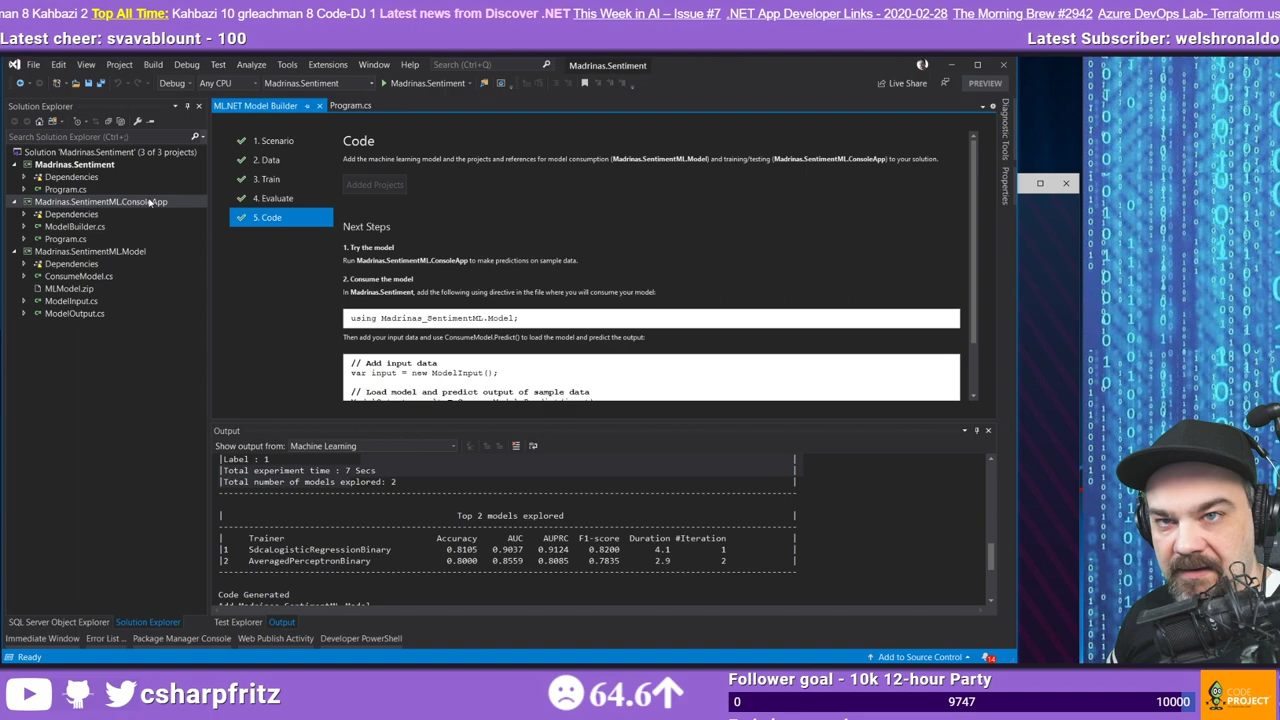 man 8 Kahbazi 2 Top All Time: Kahbazi 10 grleachman 8 Code-DJ 1 Latest news from Discover .NET This Week in AI – Issue #7 .NET App Developer Links - 2020-02-28 The Morning Brew #2942 Azure DevOps Lab- Terraform us
Latest cheer: svavablount - 100
Latest Subscriber: welshronaldo
File Edit View Project Build Debug Test Analyze Tools Extensions Window Help Search (Ctrl+;) Madrinas.Sentiment
Debug Any CPU Madrinas.Sentiment Madrinas.Sentiment Live Share PREVIEW
Solution Explorer
Search Solution Explorer (Ctrl+;)
Solution 'Madrinas.Sentiment' (3 of 3 projects)
Madrinas.Sentiment
Dependencies
Program.cs
Madrinas.SentimentML.ConsoleApp
Dependencies
ModelBuilder.cs
Program.cs
Madrinas.SentimentML.Model
Dependencies
ConsumeModel.cs
MLModel.zip
ModelInput.cs
ModelOutput.cs
ML.NET Model Builder Program.cs
1. Scenario
2. Data
3. Train
4. Evaluate
5. Code
Code
Add the machine learning model and the projects and references for model consumption (Madrinas.SentimentML.Model) and training/testing (Madrinas.SentimentML.ConsoleApp) to your solution.
Added Projects
Next Steps
1. Try the model
Run Madrinas.SentimentML.ConsoleApp to make predictions on sample data.
2. Consume the model
In Madrinas.Sentiment, add the following using directive in the file where you will consume your model:
using Madrinas_SentimentML.Model;
Then add your input data and use ConsumeModel.Predict() to load the model and predict the output:
// Add input data
var input = new ModelInput();
// Load model and predict output of sample data
Diagnostic Tools
Properties
Output
Show output from: Machine Learning
|Label : 1 |
|Total experiment time : 7 Secs |
|Total number of models explored: 2 |
| Top 2 models explored |
| Trainer Accuracy AUC AUPRC F1-score Duration #Iteration |
|1 SdcaLogisticRegressionBinary 0.8105 0.9037 0.9124 0.8200 4.1 1 |
|2 AveragedPerceptronBinary 0.8000 0.8559 0.8085 0.7835 2.9 2 |
Code Generated
Add Madrinas.SentimentML.Model
SQL Server Object Explorer Solution Explorer Test Explorer Output
Immediate Window Error List ... Package Manager Console Web Publish Activity Developer PowerShell
Ready Add to Source Control 14
csharpfritz
64.6
Follower goal - 10k 12-hour Party
0 9747 10000
CODE PROJECT